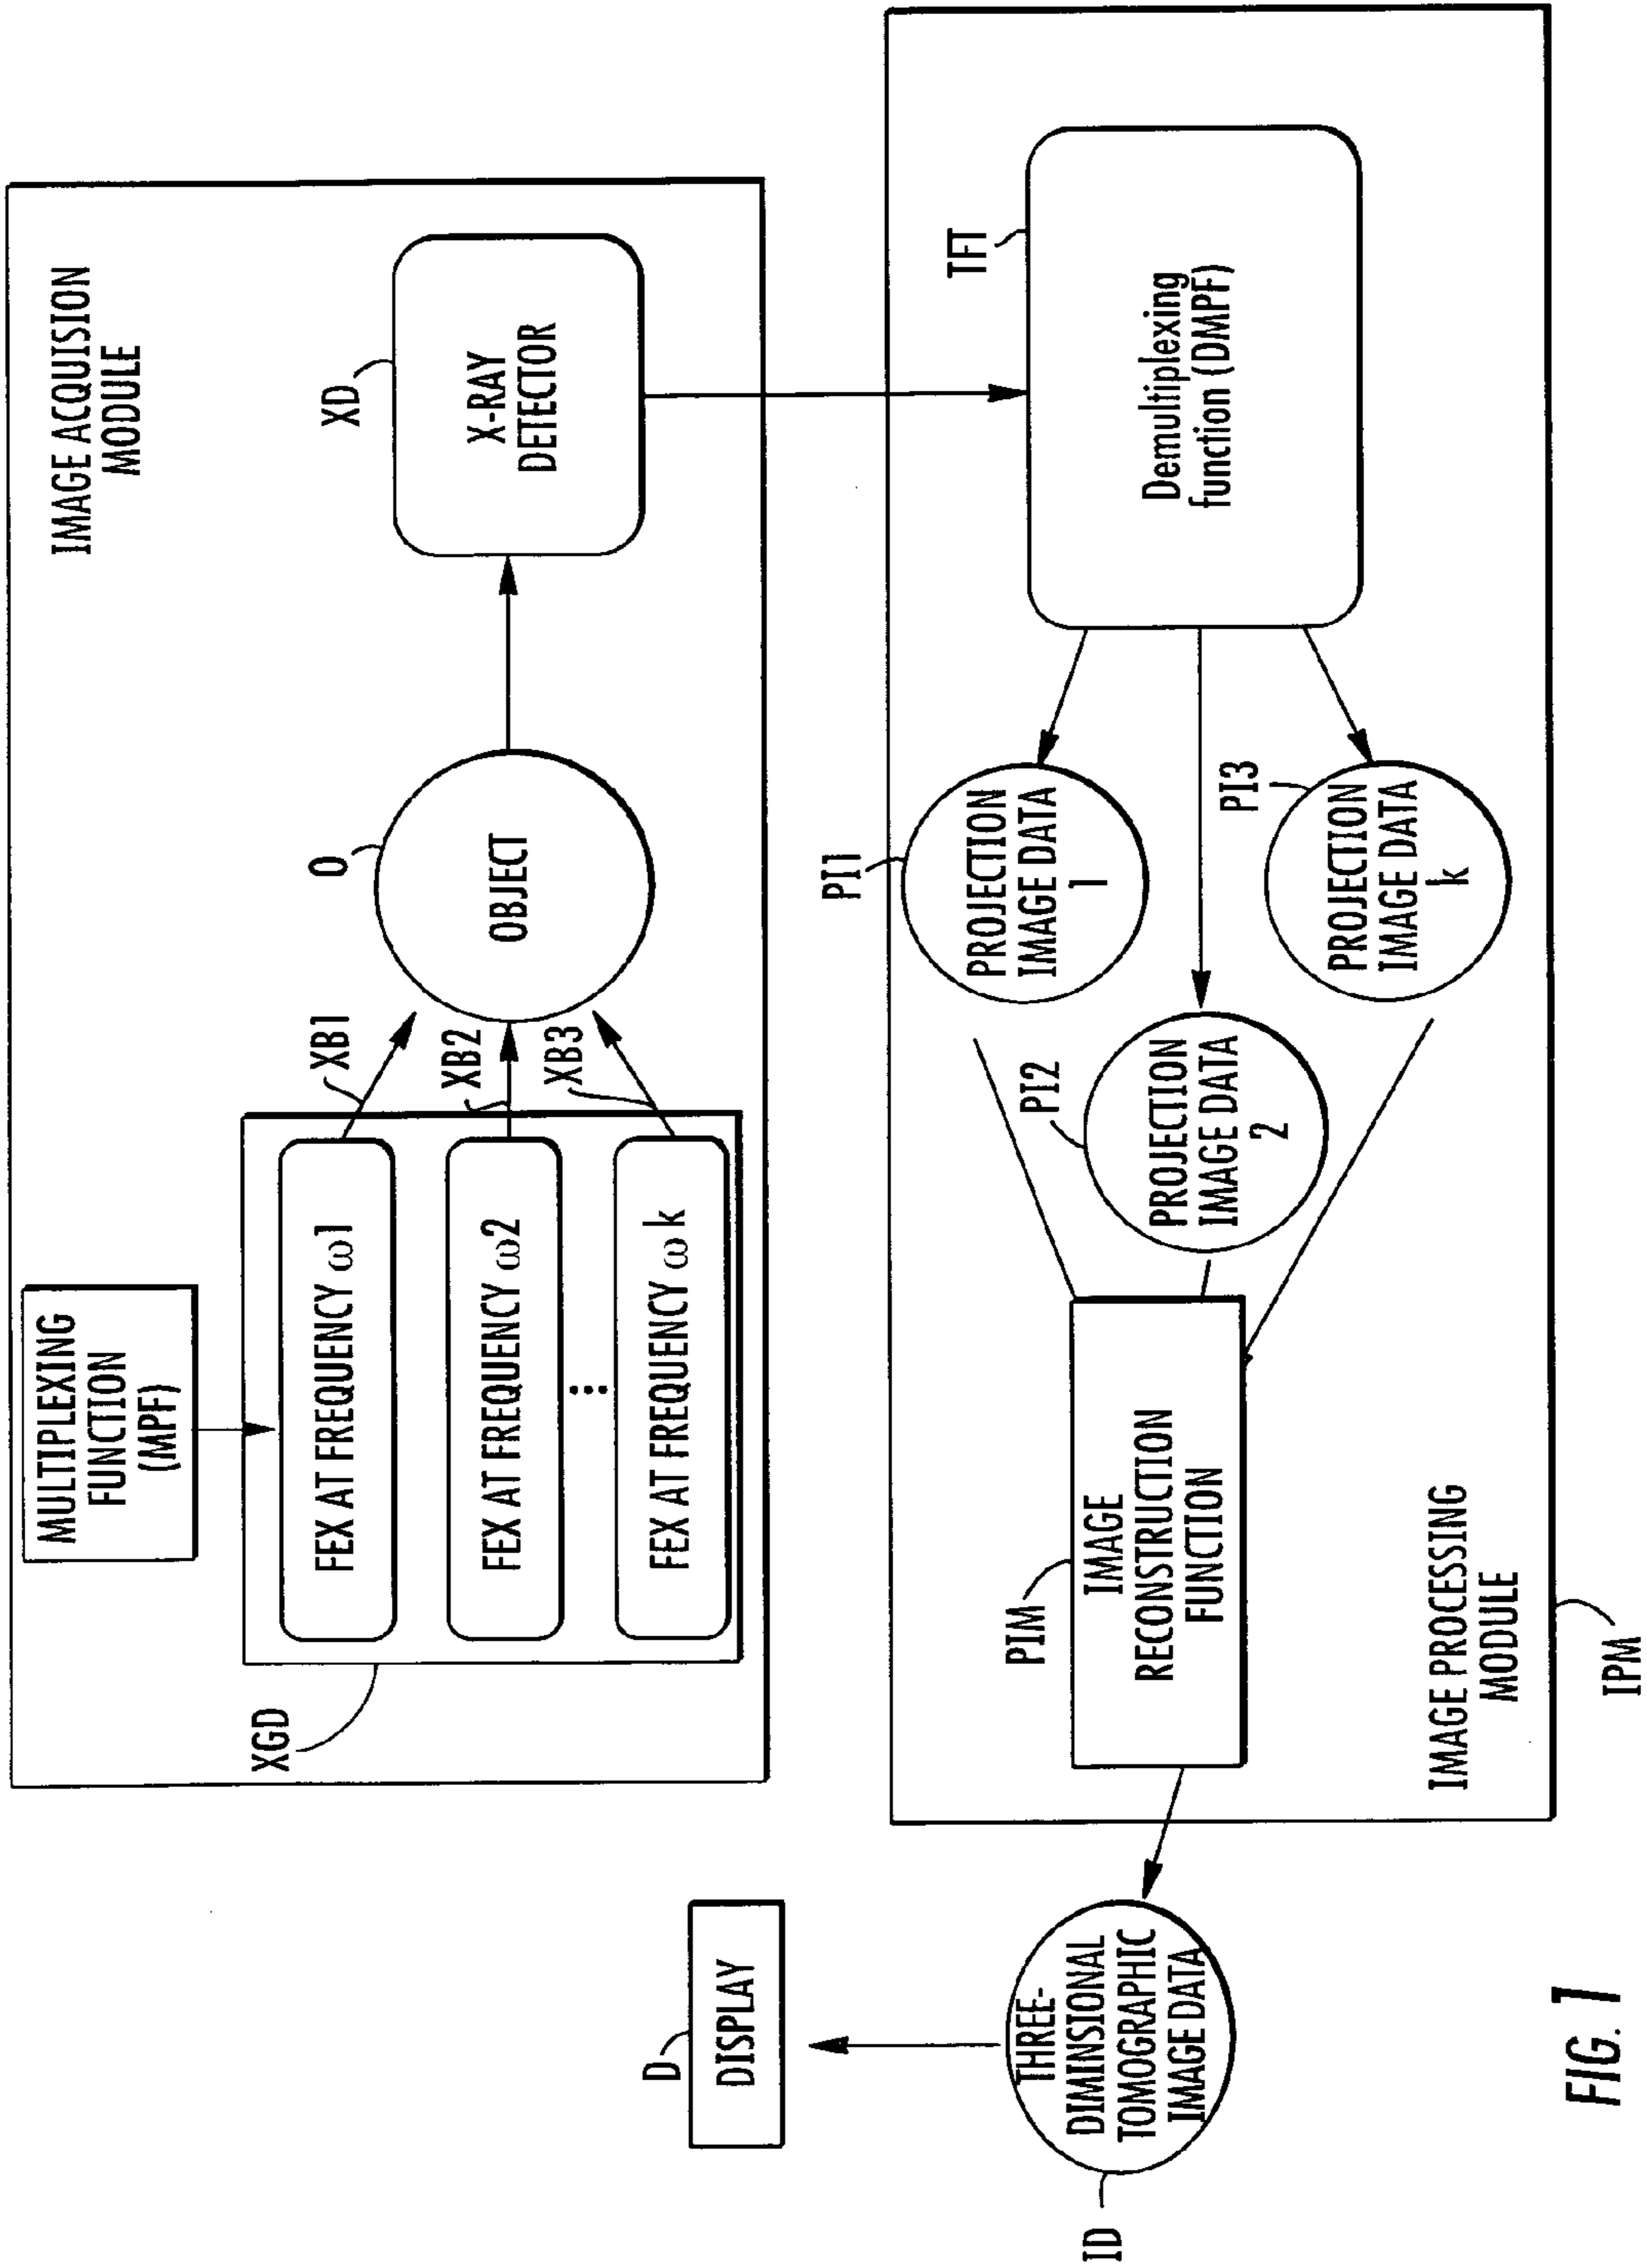 IMAGE ACQUISION
MODULE
MULTIPLEXING
FUNCTION
(MPF)
XGD
FEX AT FREQUENCY ω1
FEX AT FREQUENCY ω2
⋮
FEX AT FREQUENCY ωk
XB1
XB2
XB3
O
OBJECT
XD
X-RAY
DETECTOR
TF1
Demultiplexing
function (DMPF)
PI1
PROJECTION
IMAGE DATA
1
PI2
PROJECTION
IMAGE DATA
2
PI3
PROJECTION
IMAGE DATA
k
PIM
IMAGE
RECONSTRUCTION
FUNCTION
IMAGE PROCESSING
MODULE
IPM
D
DISPLAY
THREE-
DIMINSIONAL
TOMOGRAPHIC
IMAGE DATA
ID
FIG. 1